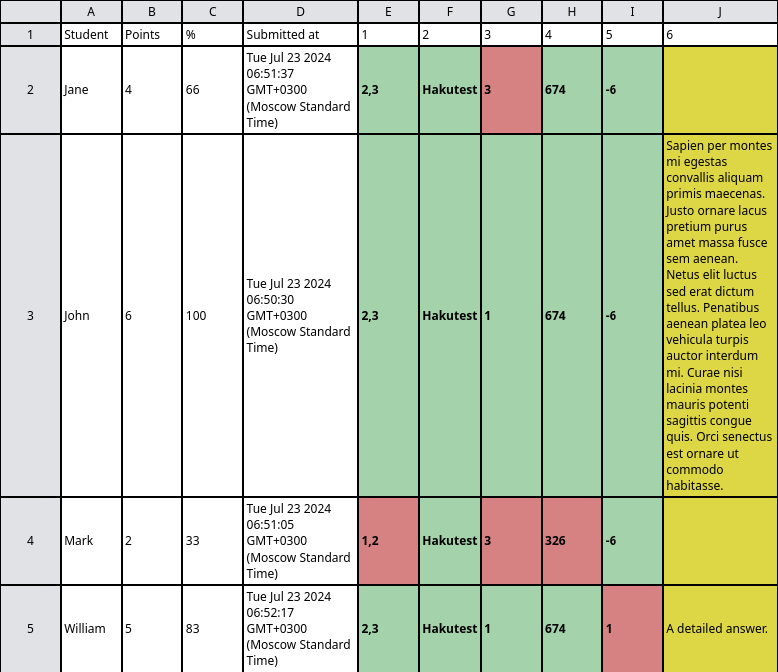 A B C D E F G H I J
1 Student Points % Submitted at 1 2 3 4 5 6
2 Jane 4 66 Tue Jul 23 2024
06:51:37
GMT+0300
(Moscow Standard
Time) 2,3 Hakutest 3 674 -6
3 John 6 100 Tue Jul 23 2024
06:50:30
GMT+0300
(Moscow Standard
Time) 2,3 Hakutest 1 674 -6 Sapien per montes
mi egestas
convallis aliquam
primis maecenas.
Justo ornare lacus
pretium purus
amet massa fusce
sem aenean.
Netus elit luctus
sed erat dictum
tellus. Penatibus
aenean platea leo
vehicula turpis
auctor interdum
mi. Curae nisi
lacinia montes
mauris potenti
sagittis congue
quis. Orci senectus
est ornare ut
commodo
habitasse.
4 Mark 2 33 Tue Jul 23 2024
06:51:05
GMT+0300
(Moscow Standard
Time) 1,2 Hakutest 3 326 -6
5 William 5 83 Tue Jul 23 2024
06:52:17
GMT+0300
(Moscow Standard
Time) 2,3 Hakutest 1 674 1 A detailed answer.